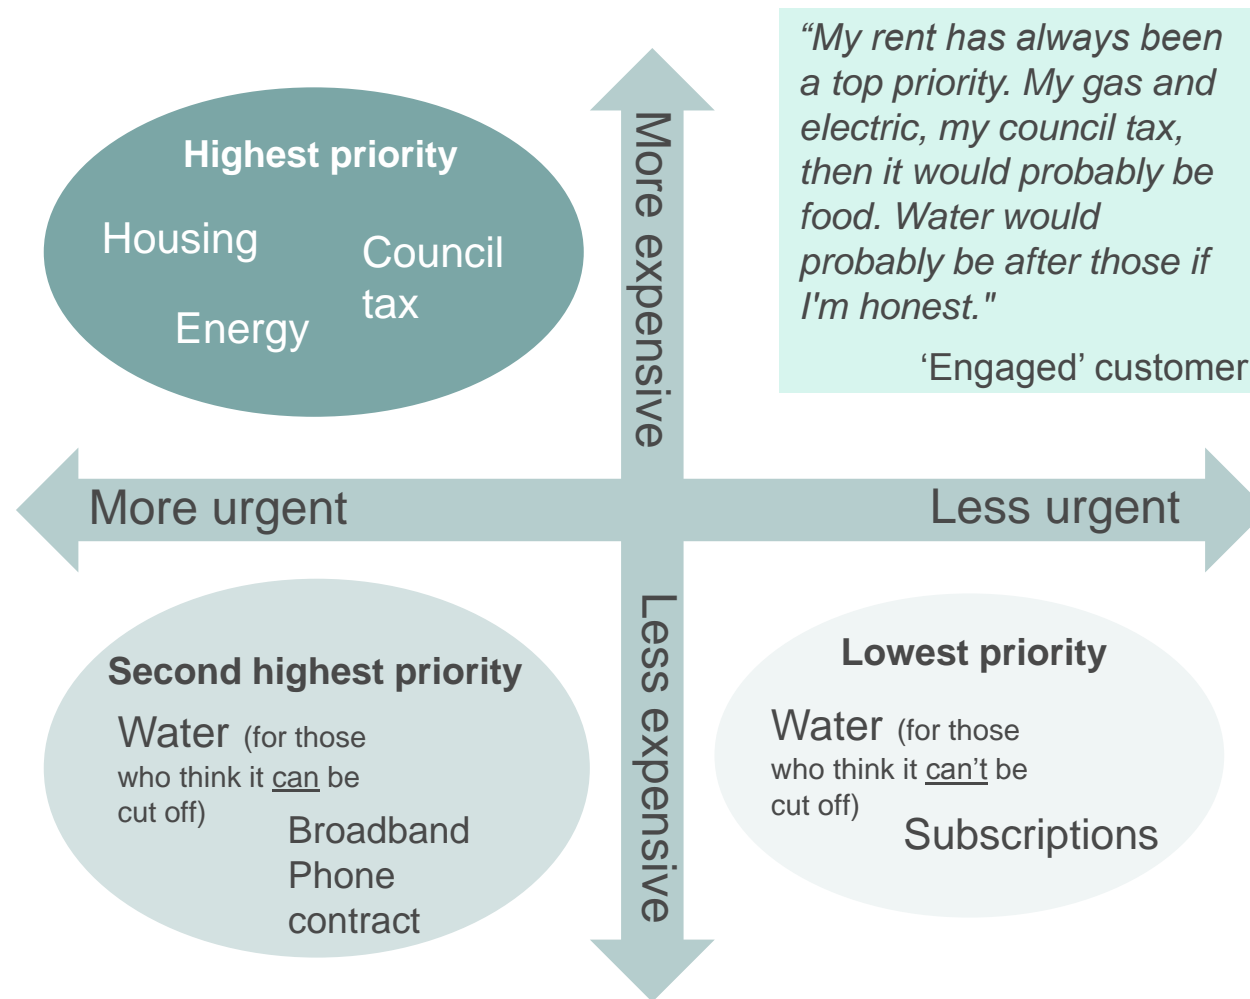 “My rent has always been
a top priority. My gas and
electric, my council tax,
then it would probably be
food. Water would
probably be after those if
I'm honest."
‘Engaged’ customer
More expensive
Highest priority
Housing
Council
tax
Energy
More urgent
Less urgent
Less expensive
Second highest priority
Water (for those
who think it can be
cut off)
Broadband
Phone
contract
Lowest priority
Water (for those
who think it can’t be
cut off)
Subscriptions